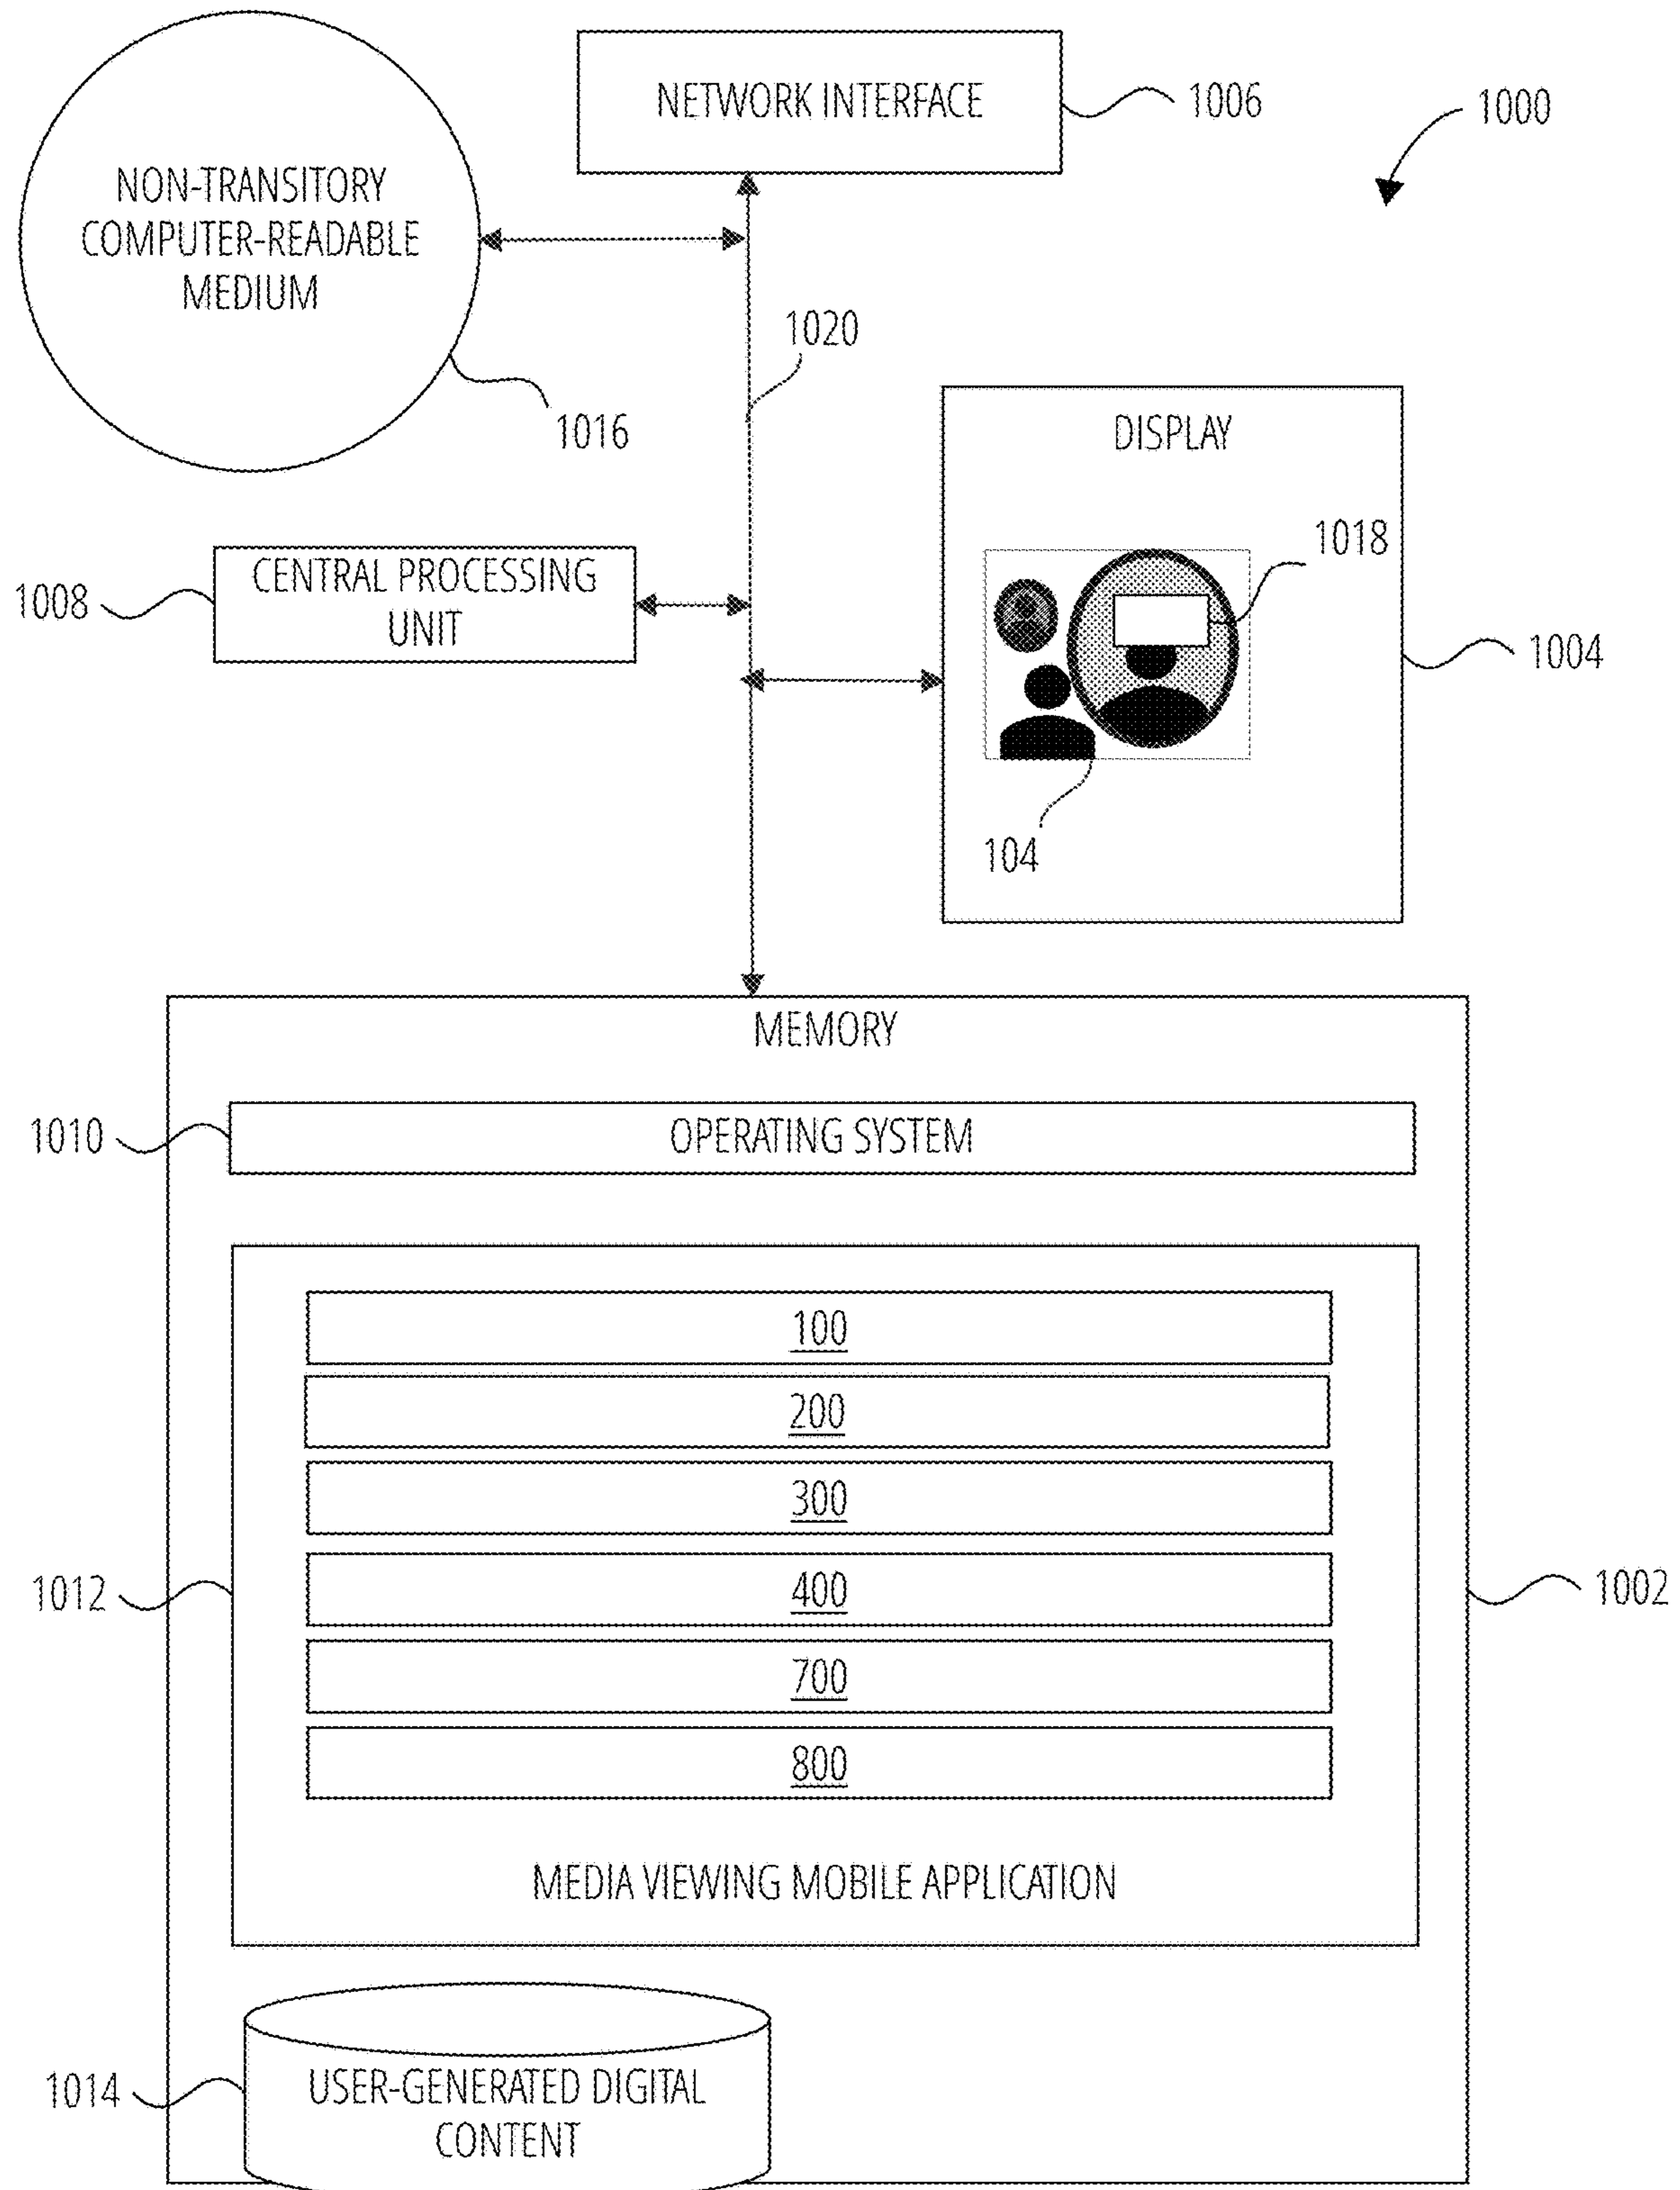 NETWORK INTERFACE
1006
1000
NON-TRANSITORY
COMPUTER-READABLE
MEDIUM
1020
1016
DISPLAY
1018
CENTRAL PROCESSING
UNIT
1008
1004
104
MEMORY
1010
OPERATING SYSTEM
100
200
300
400
1012
1002
700
800
MEDIA VIEWING MOBILE APPLICATION
1014
USER-GENERATED DIGITAL
CONTENT